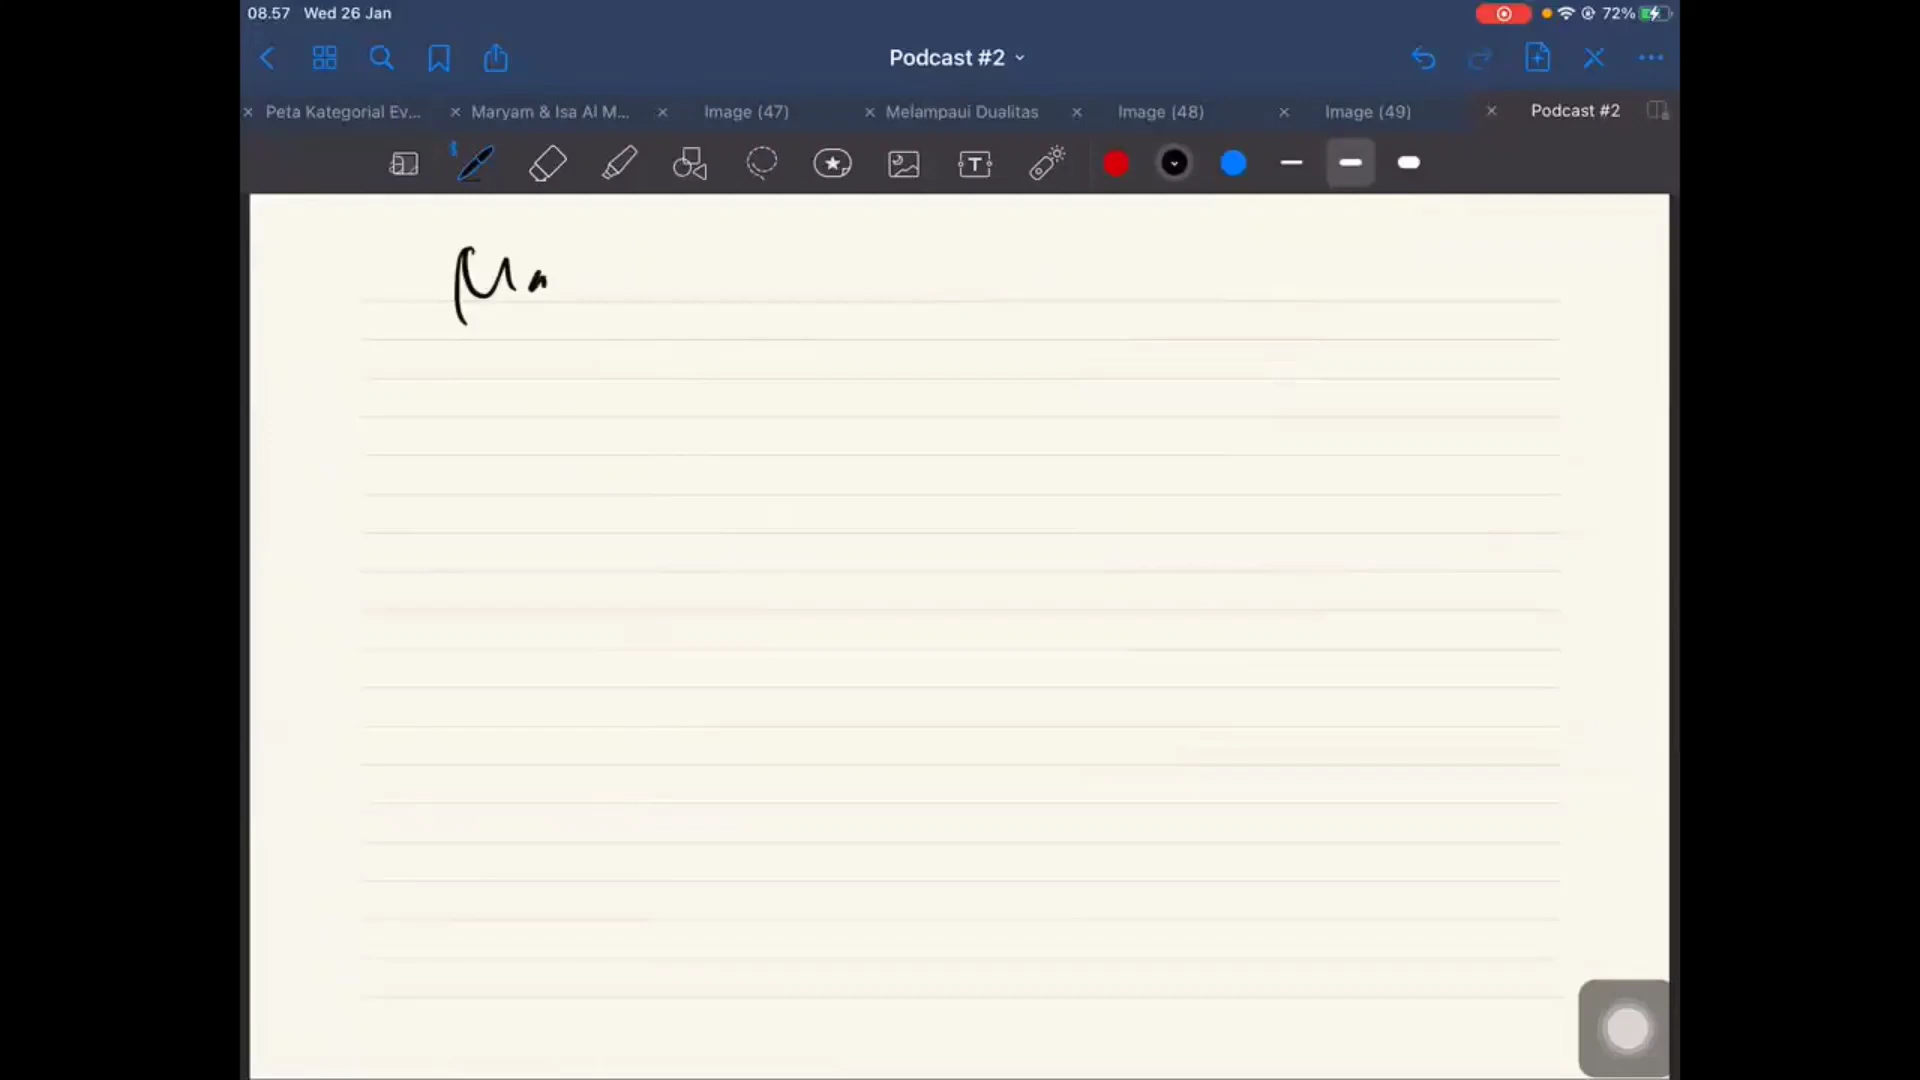 08.57 Wed 26 Jan 72%
Podcast #2
Peta Kategorial Ev... Maryam & Isa Al M... Image (47) Melampaui Dualitas Image (48) Image (49) Podcast #2
T
Ma